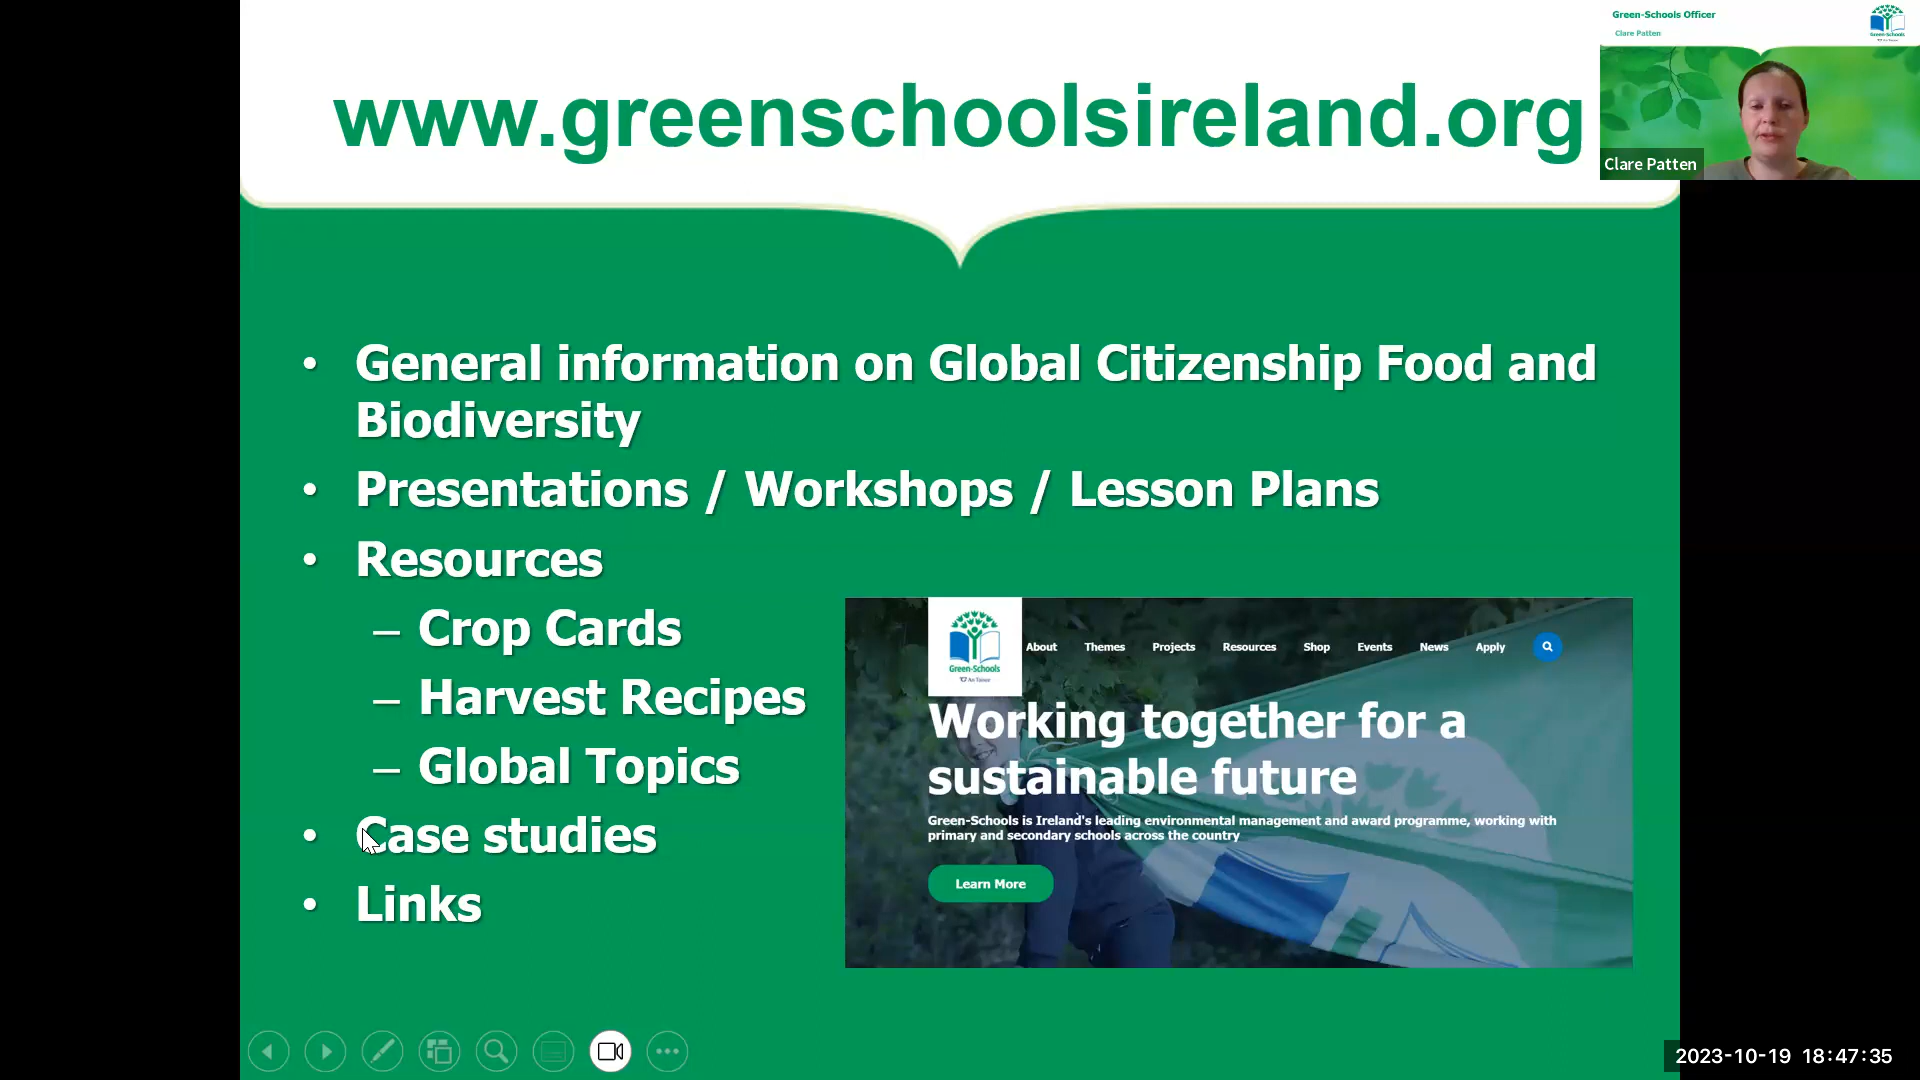 Green-Schools Officer
Clare Patten
Green-Schools
An Taisce
www.greenschoolsireland.org
Clare Patten
• General information on Global Citizenship Food and
Biodiversity
• Presentations / Workshops / Lesson Plans
• Resources
– Crop Cards
– Harvest Recipes
– Global Topics
• Case studies
• Links
Green-Schools
An Taisce
About Themes Projects Resources Shop Events News Apply
Working together for a
sustainable future
Green-Schools is Ireland's leading environmental management and award programme, working with
primary and secondary schools across the country
Learn More
2023-10-19 18:47:35